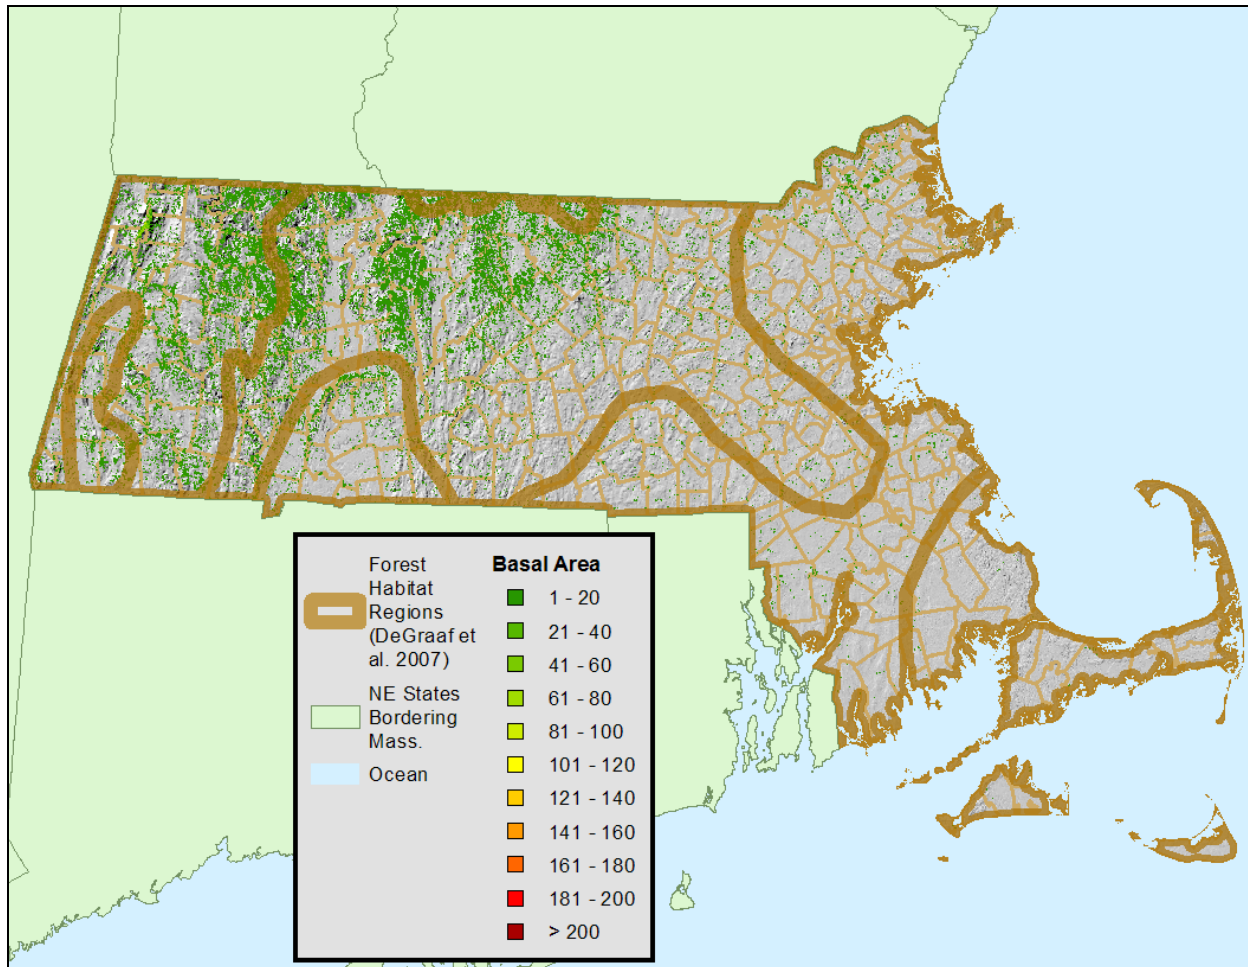 Forest
Habitat
Regions
(DeGraaf et
al. 2007)
NE States
Bordering
Mass.
Ocean
Basal Area
1 - 20
21 - 40
41 - 60
61 - 80
81 - 100
101 - 120
121 - 140
141 - 160
161 - 180
181 - 200
> 200